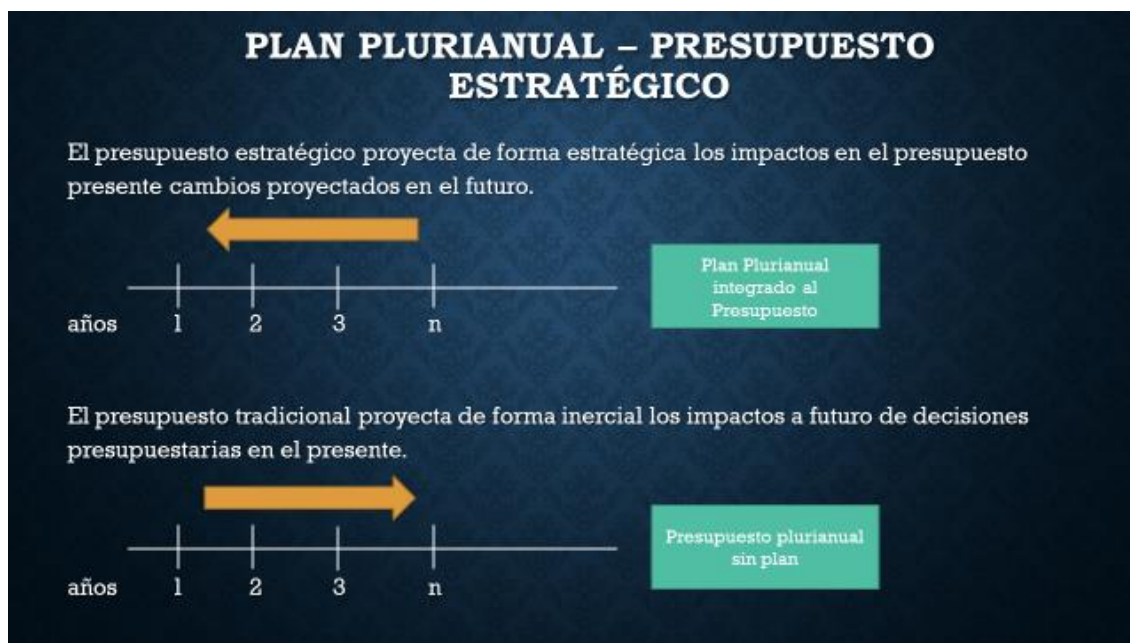 PLAN PLURIANUAL – PRESUPUESTO
ESTRATÉGICO
El presupuesto estratégico proyecta de forma estratégica los impactos en el presupuesto
presente cambios proyectados en el futuro.
Plan Plurianual
integrado al
Presupuesto
años 1 2 3 n
El presupuesto tradicional proyecta de forma inercial los impactos a futuro de decisiones
presupuestarias en el presente.
Presupuesto plurianual
sin plan
años 1 2 3 n